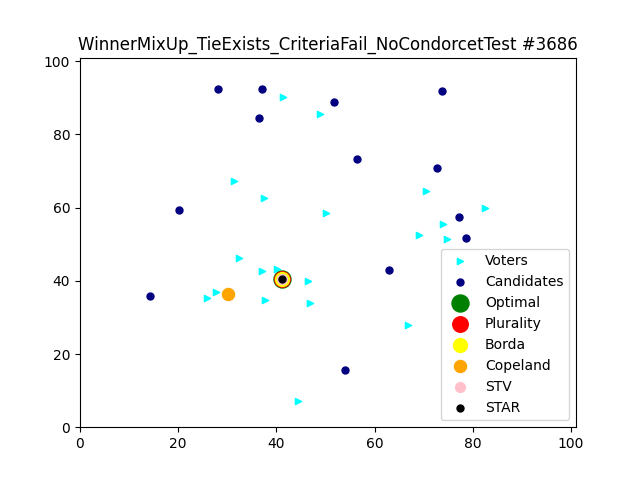 WinnerMixUp_TieExists_CriteriaFail_NoCondorcetTest #3686
100
80
60
40
20
0
Voters
Candidates
Optimal
Plurality
Borda
Copeland
STV
STAR
0 20 40 60 80 100